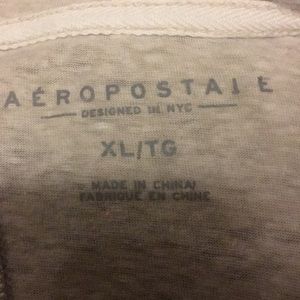 AÉROPOSTALE
DESIGNED IN NYC
XL/TG
MADE IN CHINA/
FABRIQUÉ EN CHINE